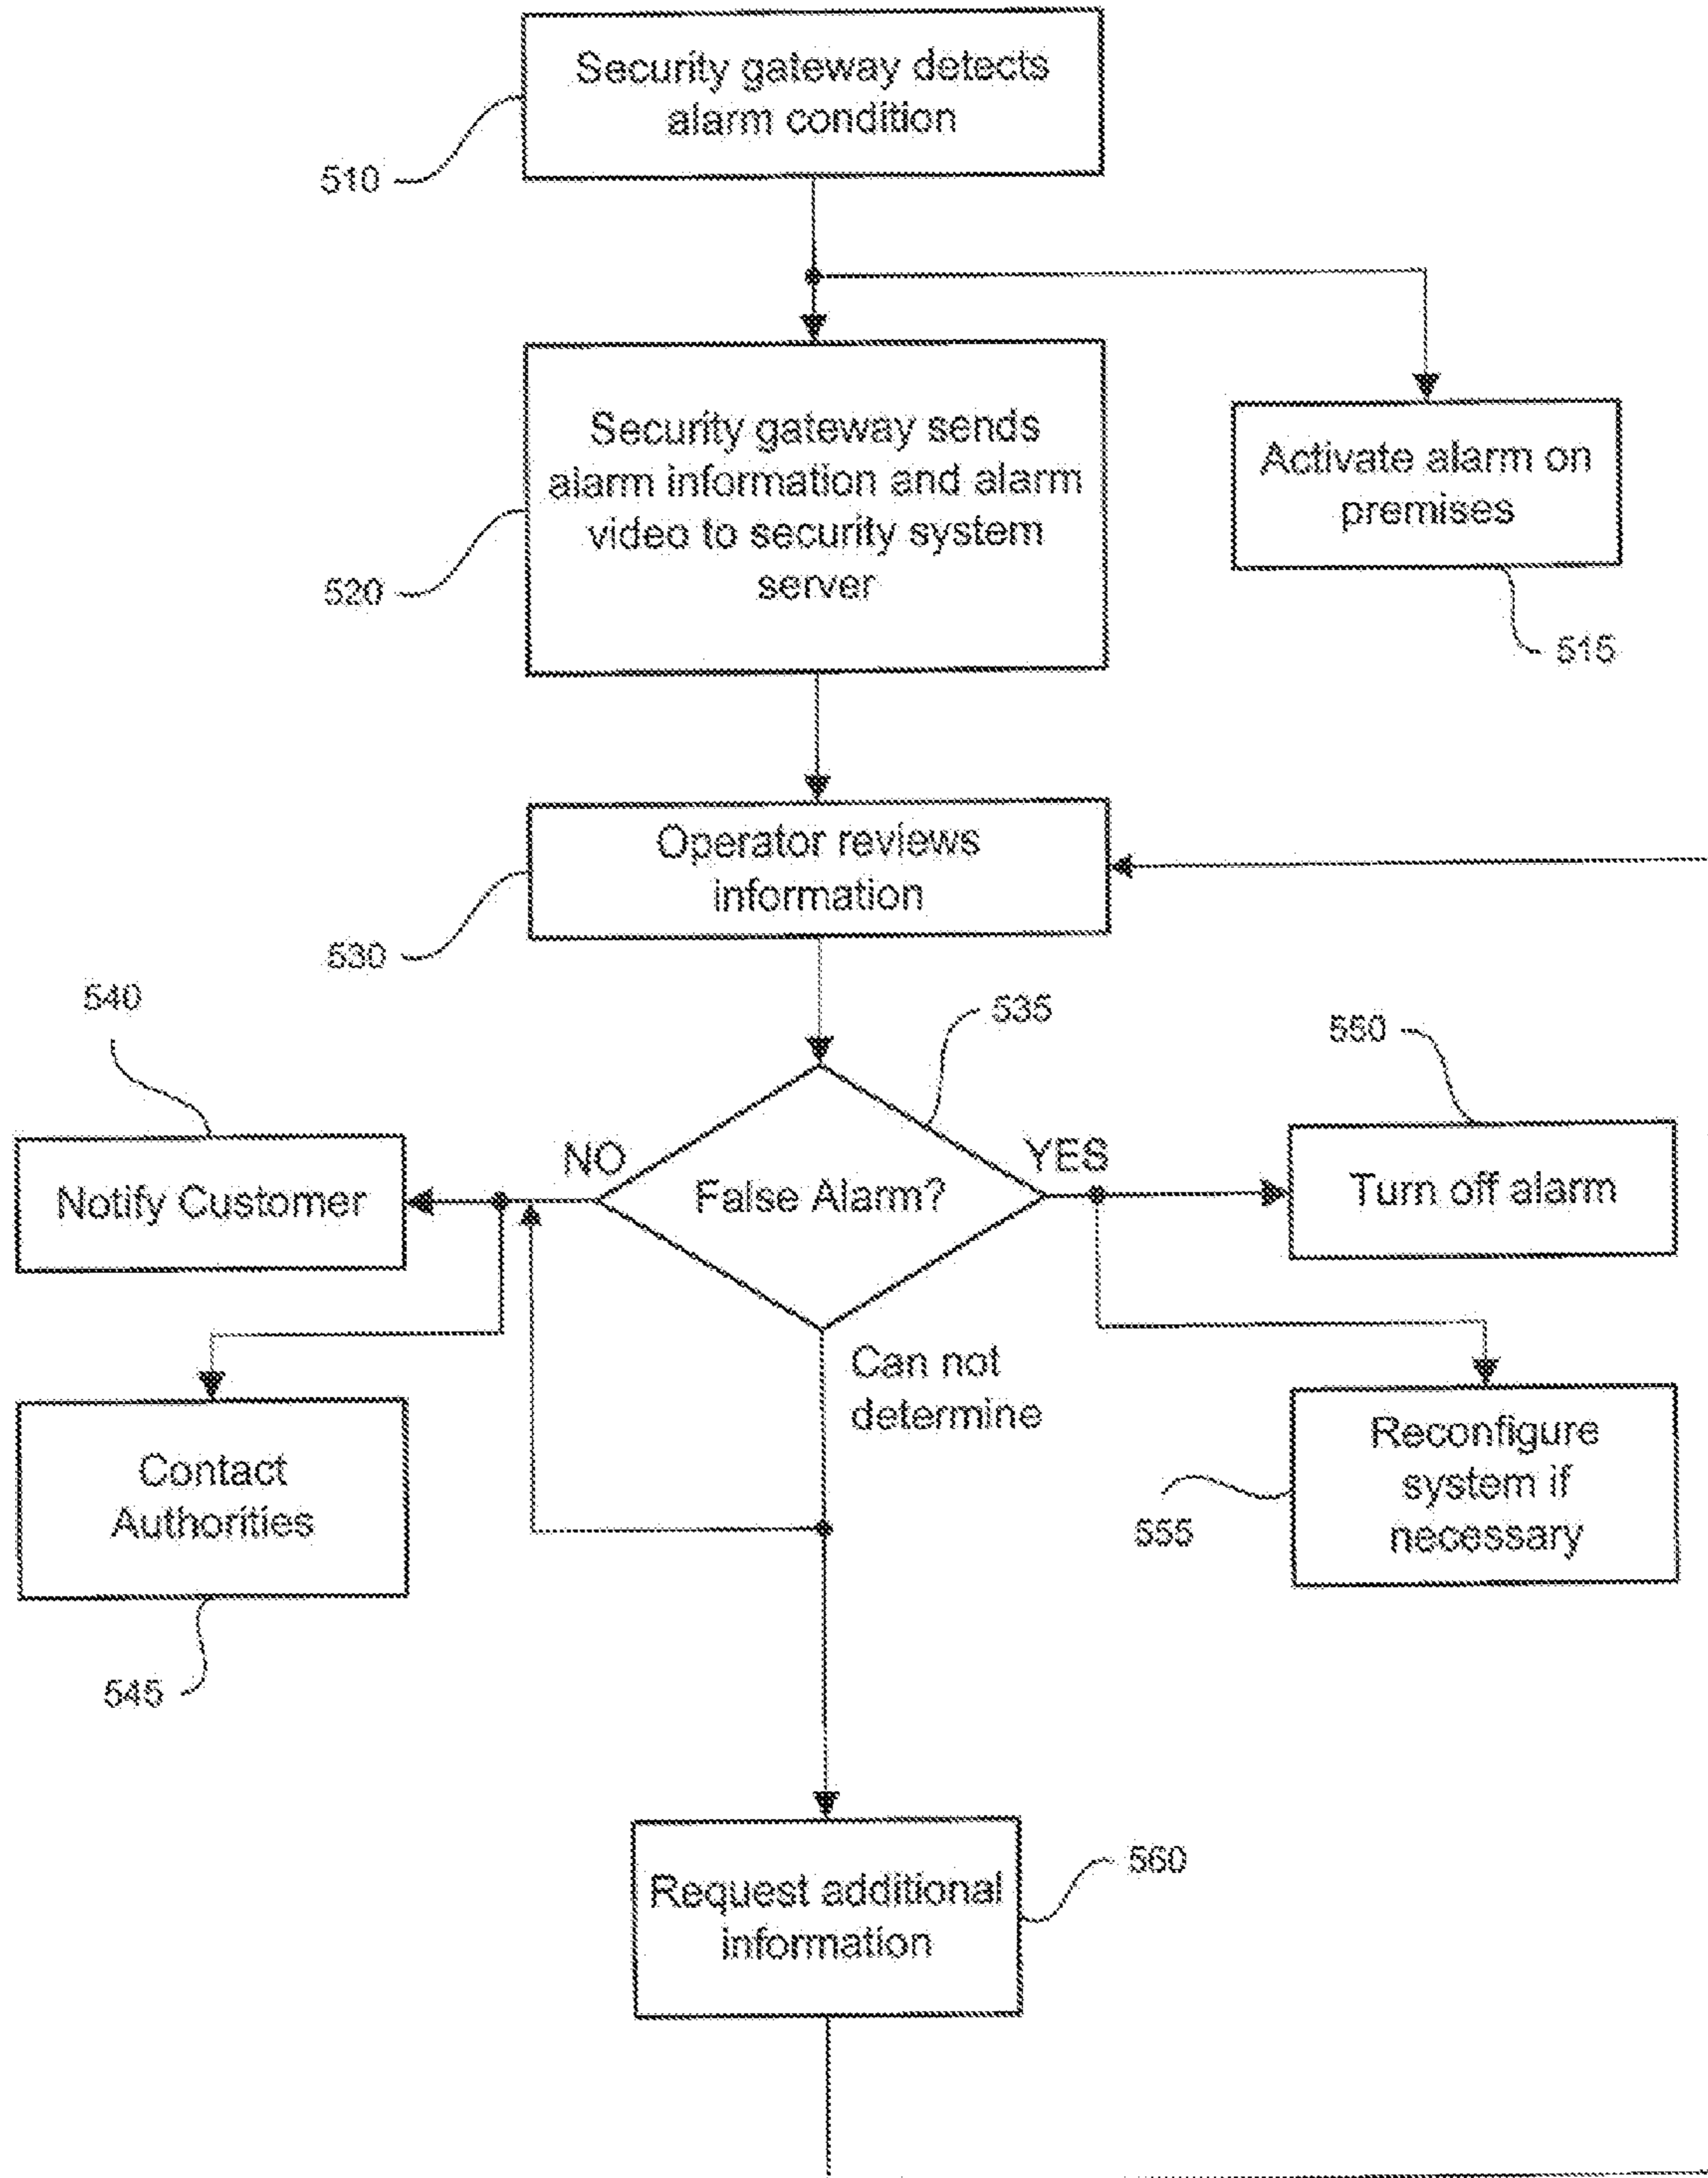 Security gateway detects
alarm condition
510
Security gateway sends
alarm information and alarm
video to security system
server
520
Activate alarm on
premises
515
Operator reviews
information
530
540
535
550
Notify Customer
NO
False Alarm?
YES
Turn off alarm
Can not
determine
Contact
Authorities
545
Reconfigure
system if
necessary
555
Request additional
information
560